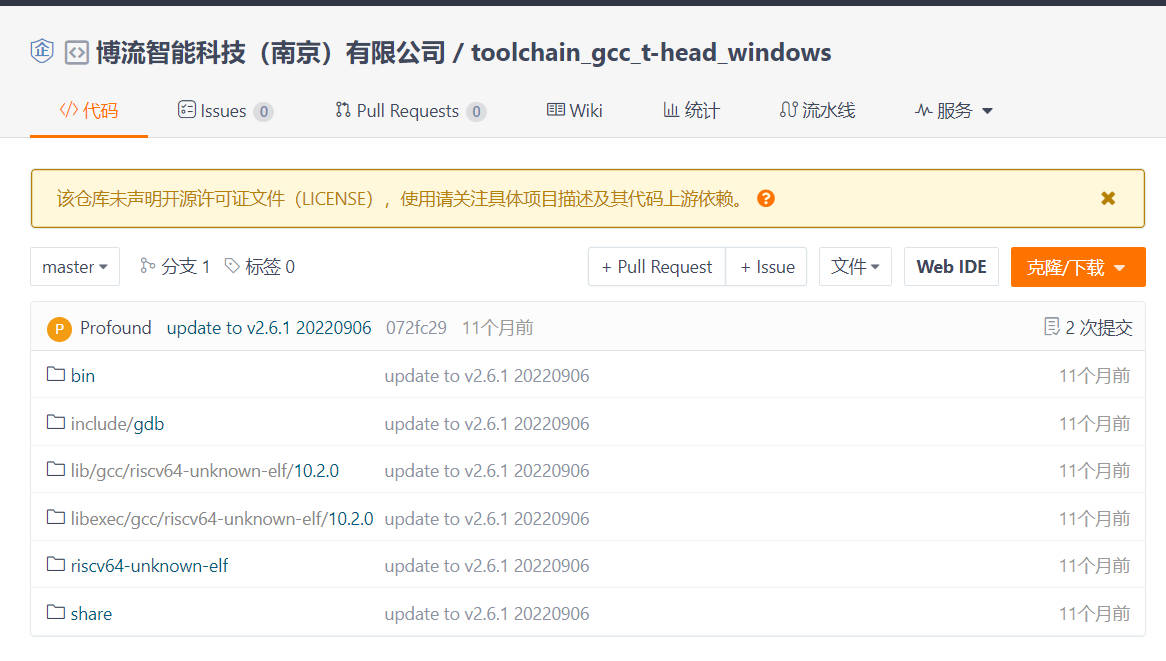 博流智能科技（南京）有限公司 / toolchain_gcc_t-head_windows
代码 Issues 0 Pull Requests 0 Wiki 统计 流水线 服务
该仓库未声明开源许可证文件（LICENSE），使用请关注具体项目描述及其代码上游依赖。
master 分支 1 标签 0 + Pull Request + Issue 文件 Web IDE 克隆/下载
P Profound update to v2.6.1 20220906 072fc29 11个月前 2 次提交
bin update to v2.6.1 20220906 11个月前
include/gdb update to v2.6.1 20220906 11个月前
lib/gcc/riscv64-unknown-elf/10.2.0 update to v2.6.1 20220906 11个月前
libexec/gcc/riscv64-unknown-elf/10.2.0 update to v2.6.1 20220906 11个月前
riscv64-unknown-elf update to v2.6.1 20220906 11个月前
share update to v2.6.1 20220906 11个月前